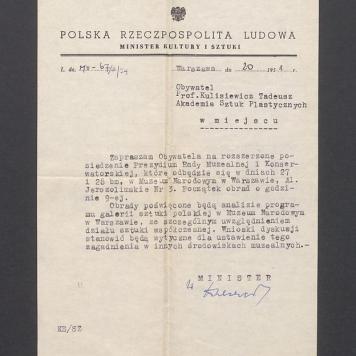 POLSKA RZECZPOSPOLITA LUDOWA
MINISTER KULTURY I SZTUKI
Warszawa dn 20 195
Obywatel
Prof. Kulisiewicz Tadeusz
Akademia Sztuk Plastycznych
w miejscu
Zapraszam Obywatela na rozszerzone po-
siedzenie Prezydium Rady Muzealnej i Konser-
watorskiej, które odbędzie się w dniach 27
i 28 bm, w Muzeum Narodowym w Warszawie, Al.
Jerozolimskie Nr 3. Początek obrad o godzi-
nie 9-ej.
Obrady poświęcone będą analizie progra-
mu galerii sztuki polskiej w Muzeum Narodowym
w Warszawie, ze szczególnym uwzględnieniem
działu sztuki współczesnej. Wnioski dyskusji
stanowić będą wytyczne dla ustawienia tego
zagadnienia w innych środowiskach muzealnych.-
MINISTER